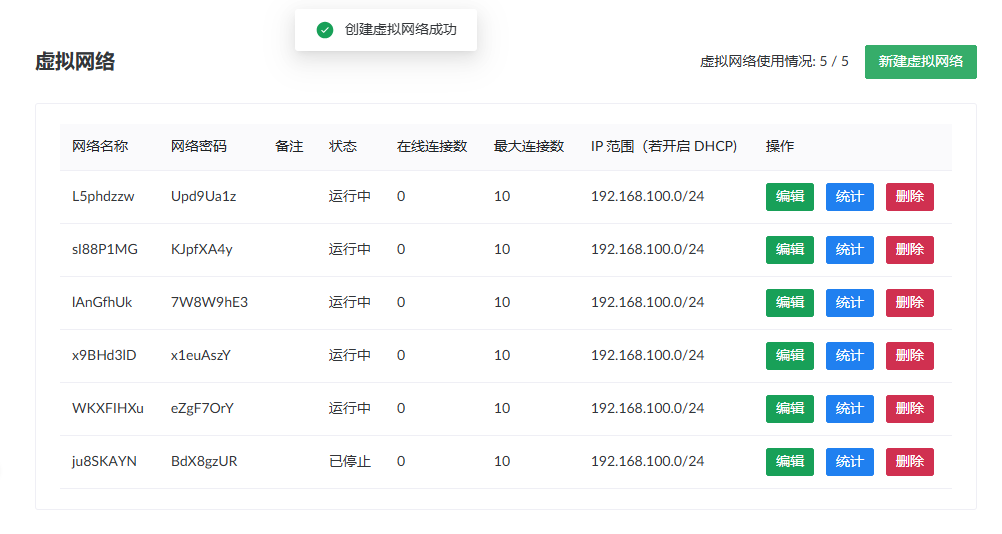 创建虚拟网络成功
虚拟网络
虚拟网络使用情况: 5 / 5
新建虚拟网络
网络名称 网络密码 备注 状态 在线连接数 最大连接数 IP 范围（若开启 DHCP) 操作
L5phdzzw Upd9Ua1z 运行中 0 10 192.168.100.0/24 编辑 统计 删除
sI88P1MG KJpfXA4y 运行中 0 10 192.168.100.0/24 编辑 统计 删除
lAnGfhUk 7W8W9hE3 运行中 0 10 192.168.100.0/24 编辑 统计 删除
x9BHd3ID x1euAszY 运行中 0 10 192.168.100.0/24 编辑 统计 删除
WKXFIHXu eZgF7OrY 运行中 0 10 192.168.100.0/24 编辑 统计 删除
ju8SKAYN BdX8gzUR 已停止 0 10 192.168.100.0/24 编辑 统计 删除